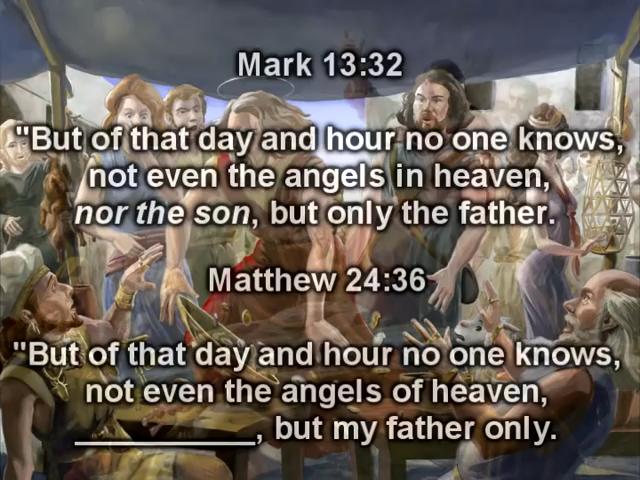 Mark 13:32
"But of that day and hour no one knows,
not even the angels in heaven,
nor the son, but only the father.
Matthew 24:36
"But of that day and hour no one knows,
not even the angels of heaven,
__________, but my father only.